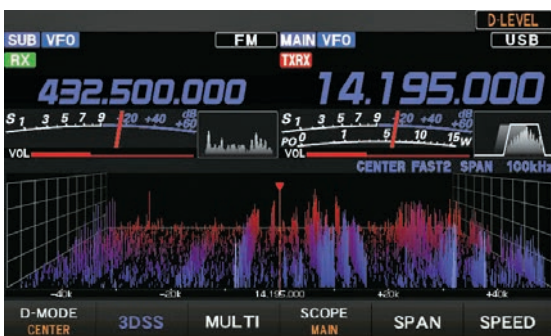 D-LEVEL
SUB VFO FM MAIN VFO USB
RX TXRX
432.500.000 14.195.000
S 1 3 5 7 9 +20 +40 +60 dB S 1 3 5 7 9 +20 +40 +60 dB
PO 0 1 5 10 15 W
VOL VOL
CENTER FAST2 SPAN 100kHz
-40k -20k 14.195.000 +20k +40k
D-MODE CENTER 3DSS MULTI SCOPE MAIN SPAN SPEED